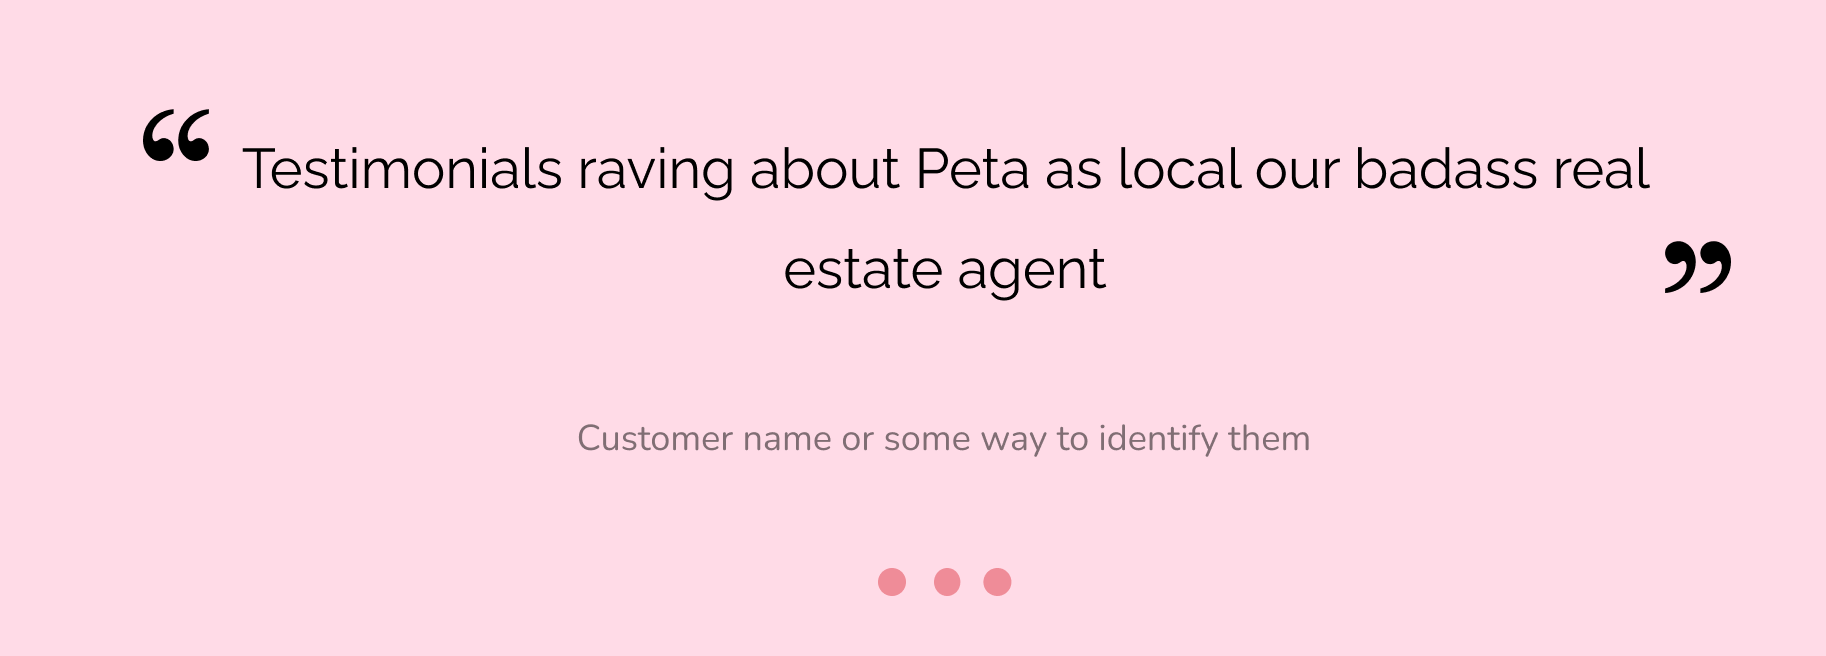 “ Testimonials raving about Peta as local our badass real
estate agent ”
Customer name or some way to identify them